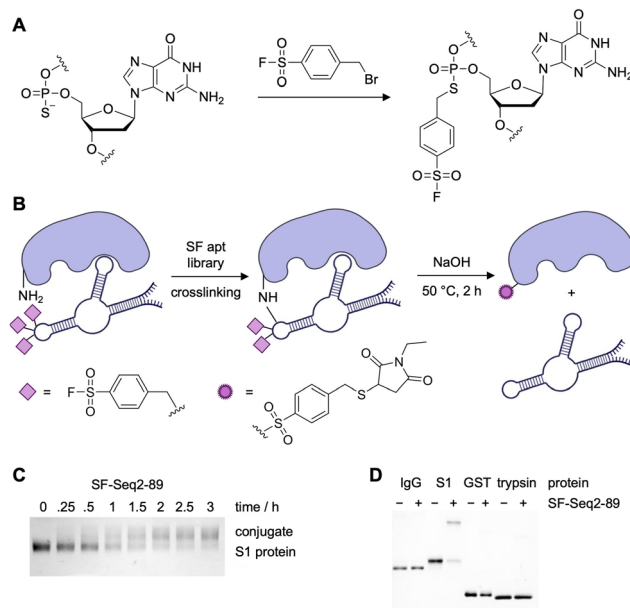 A
O
O
P
O
S
−
O
O
N
N
O
NH
N
NH₂
O
O
S
F
Br
O
O
P
O
S
O
O
N
N
O
NH
N
NH₂
O=S=O
F
B
NH₂
SF apt
library
crosslinking
NH
NaOH
50 °C, 2 h
+
=
O
O
S
F
=
O
N
O
S
S
O
O
C
SF-Seq2-89
0 .25 .5 1 1.5 2 2.5 3 time / h
conjugate
S1 protein
D
IgG S1 GST trypsin protein
− + − + − + − + SF-Seq2-89